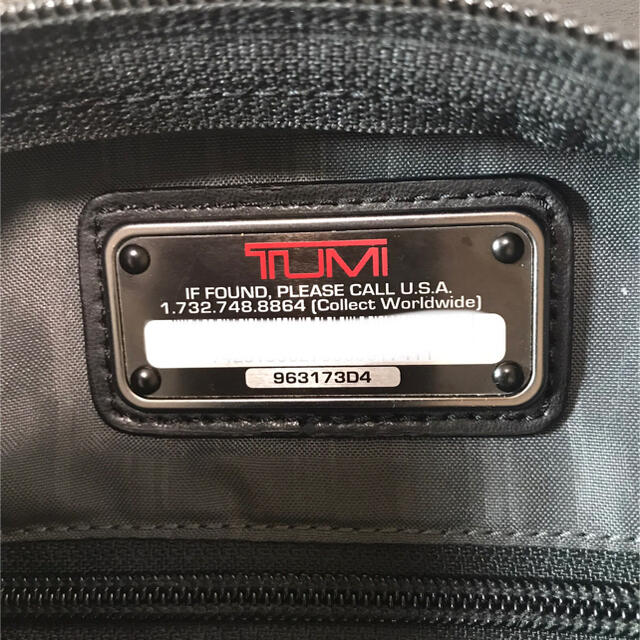 TUMI
IF FOUND, PLEASE CALL U.S.A.
1.732.748.8864 (Collect Worldwide)
963173D4